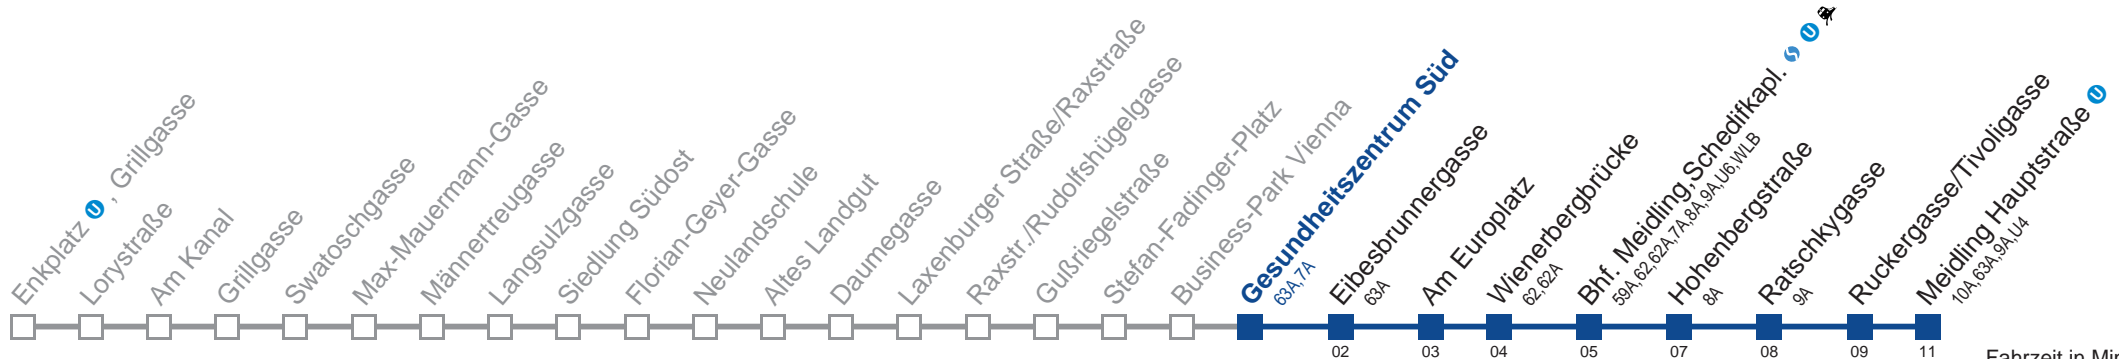 Enkplatz U , Grillgasse
Lorystraße
Am Kanal
Grillgasse
Swatoschgasse
Max-Mauermann-Gasse
Männertreugasse
Langsulzgasse
Siedlung Südost
Florian-Geyer-Gasse
Neulandschule
Altes Landgut
Daumegasse
Laxenburger Straße/Raxstraße
Raxstr./Rudolfshügelgasse
Gußriegelstraße
Stefan-Fadinger-Platz
Business-Park Vienna
Gesundheitszentrum Süd
63A,7A
Eibesbrunnergasse
63A
Am Europlatz
Wienerbergbrücke
62,62A
Bhf. Meidling,Schedifkapl. U
59A,62,62A,7A,8A,9A,U6,WLB
Hohenbergstraße
8A
Ratschkygasse
9A
Ruckergasse/Tivoligasse
Meidling Hauptstraße U
10A,63A,9A,U4
02 03 04 05 07 08 09 11
Fahrzeit in